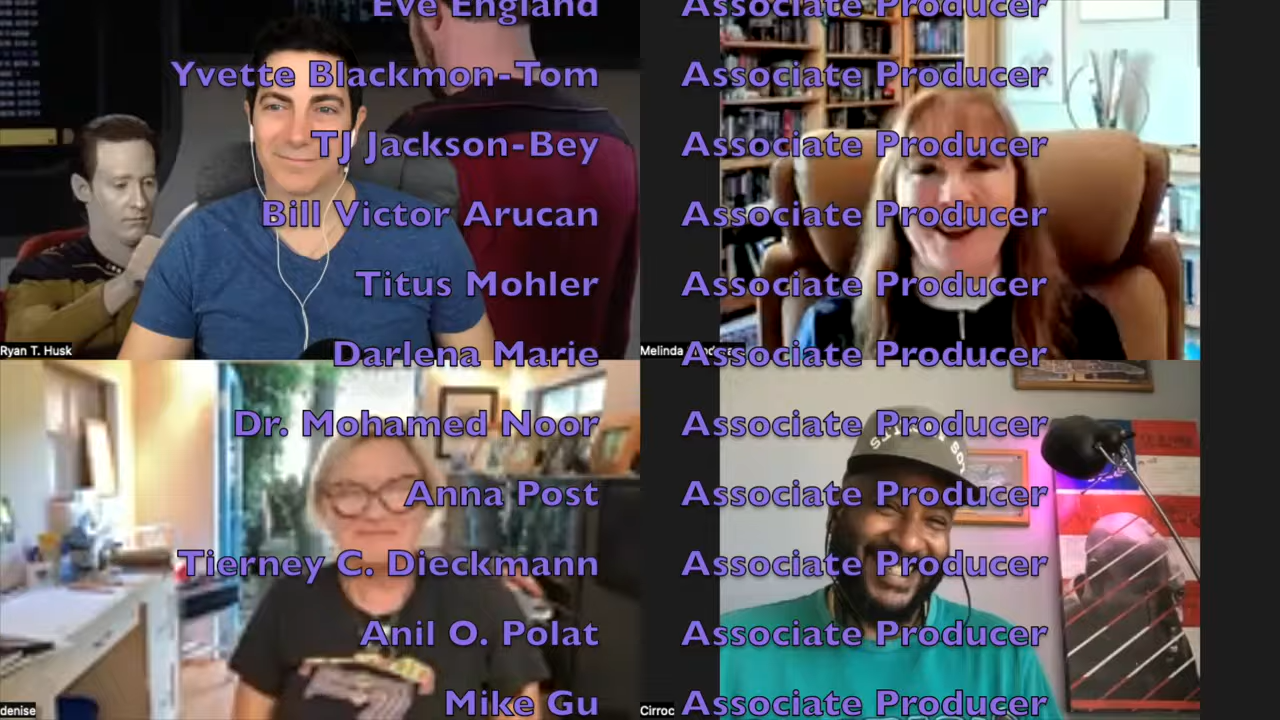 Eve England Associate Producer
Yvette Blackmon-Tom Associate Producer
TJ Jackson-Bey Associate Producer
Bill Victor Arucan Associate Producer
Titus Mohler Associate Producer
Ryan T. Husk
Melinda
Darlena Marie Associate Producer
Dr. Mohamed Noor Associate Producer
Anna Post Associate Producer
Tierney C. Dieckmann Associate Producer
Anil O. Polat Associate Producer
Mike Gu Associate Producer
denise
Cirroc